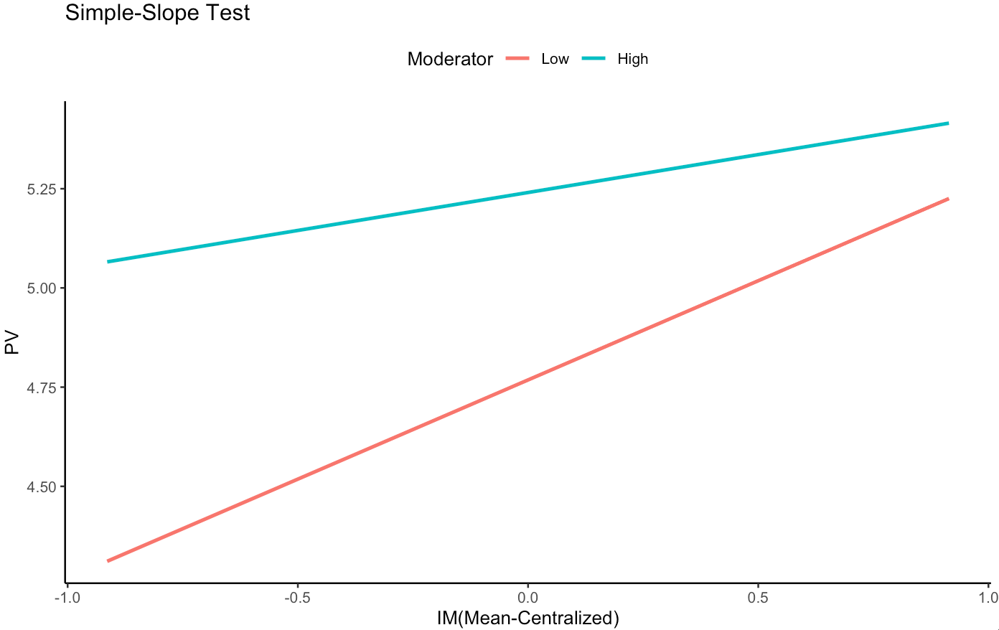 Simple-Slope Test
Moderator Low High
5.25
5.00
4.75
4.50
PV
-1.0 -0.5 0.0 0.5 1.0
IM(Mean-Centralized)